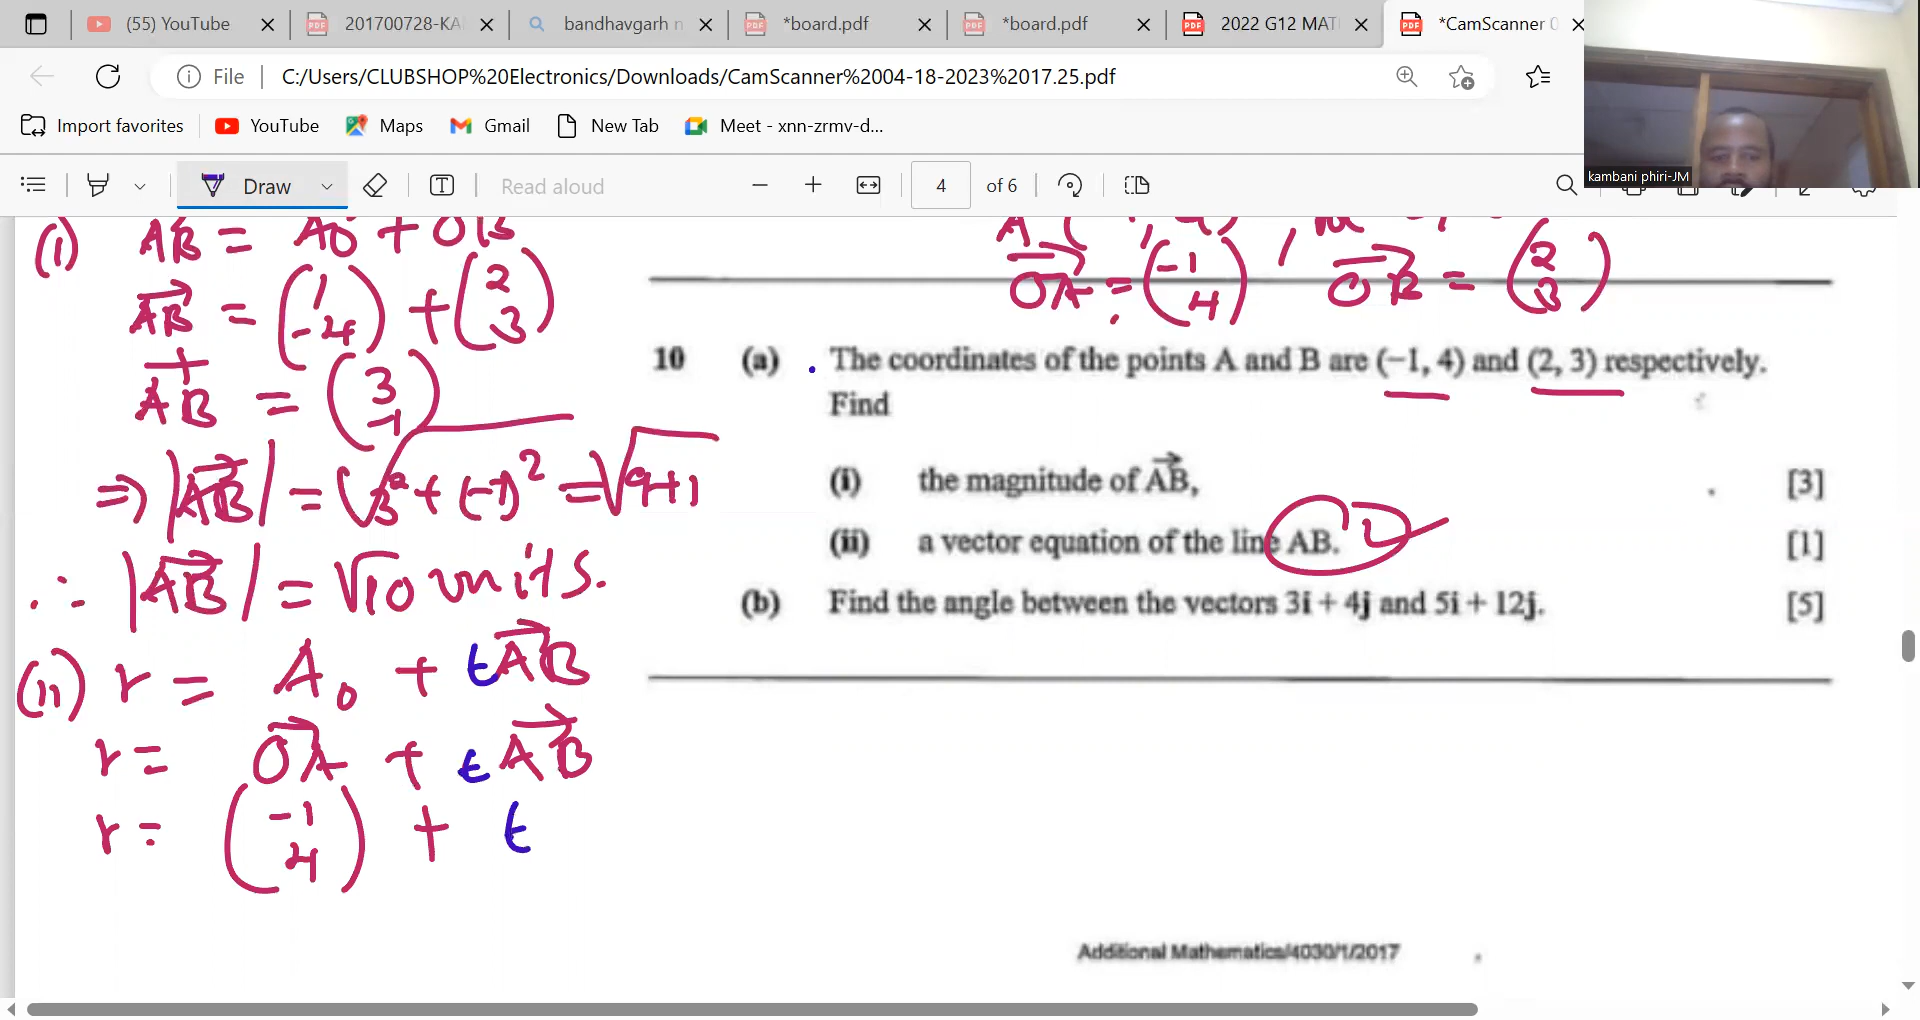 (55) YouTube
201700728-KA
bandhavgarh n
*board.pdf
*board.pdf
2022 G12 MAT
*CamScanner 0
File
C:/Users/CLUBSHOP%20Electronics/Downloads/CamScanner%2004-18-2023%2017.25.pdf
Import favorites
YouTube
Maps
Gmail
New Tab
Meet - xnn-zrmv-d...
kambani phiri-JM
Draw
Read aloud
4 of 6
(i) AB = AO + OB
AB = (1 -4) + (2 3)
AB = (3 -1)
⇒ |AB| = √3² + (-1)² = √9+1
∴ |AB| = √10 units.
(ii) r = A₀ + tAB
r = OA + tAB
r = (-1 4) + t
OA = (-1 4) , OB = (2 3)
10 (a) The coordinates of the points A and B are (−1, 4) and (2, 3) respectively.
Find
(i) the magnitude of AB, [3]
(ii) a vector equation of the line AB. [1]
(b) Find the angle between the vectors 3i + 4j and 5i + 12j. [5]
Additional Mathematics/4030/1/2017